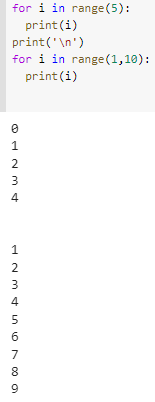 for i in range(5):
  print(i)
print('\n')
for i in range(1,10):
  print(i)
0
1
2
3
4
1
2
3
4
5
6
7
8
9